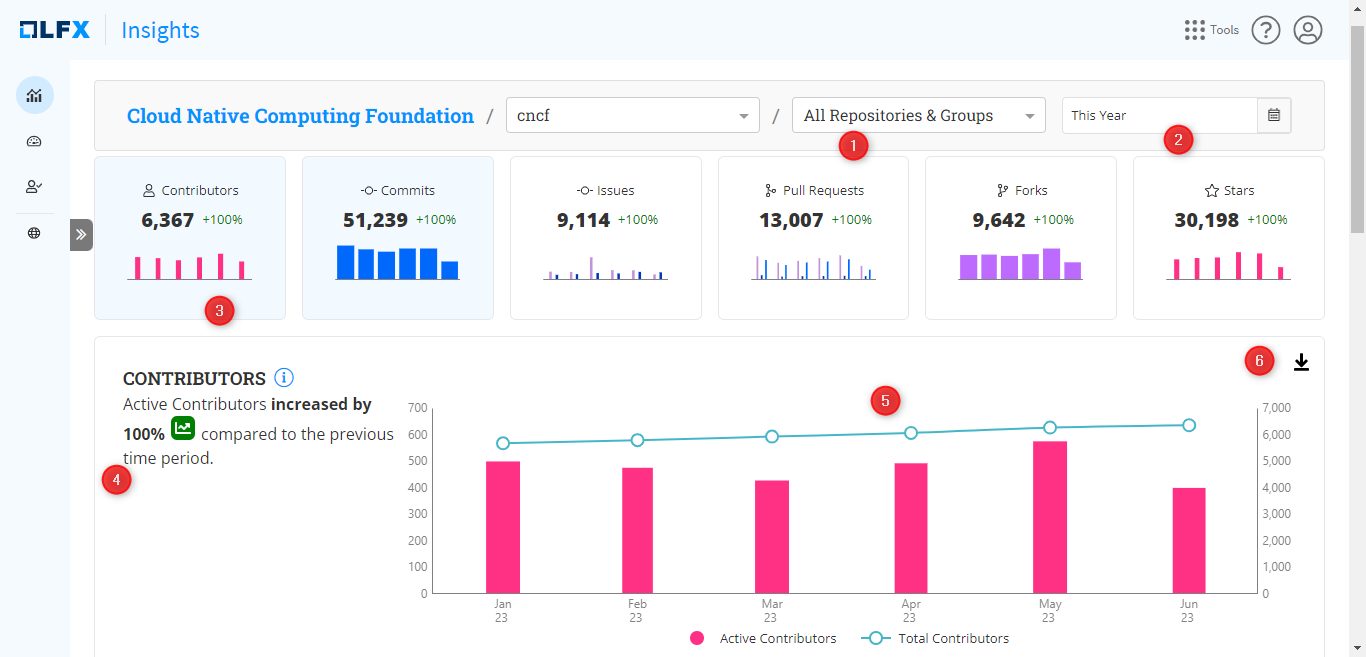 LFX Insights
Tools ?
Cloud Native Computing Foundation / cncf / All Repositories & Groups This Year
1 2
Contributors
6,367 +100%
Commits
51,239 +100%
Issues
9,114 +100%
Pull Requests
13,007 +100%
Forks
9,642 +100%
Stars
30,198 +100%
3
6
CONTRIBUTORS i
Active Contributors increased by
100% compared to the previous
time period.
4
5
700
600
500
400
300
200
100
0
7,000
6,000
5,000
4,000
3,000
2,000
1,000
0
Jan
23
Feb
23
Mar
23
Apr
23
May
23
Jun
23
Active Contributors Total Contributors